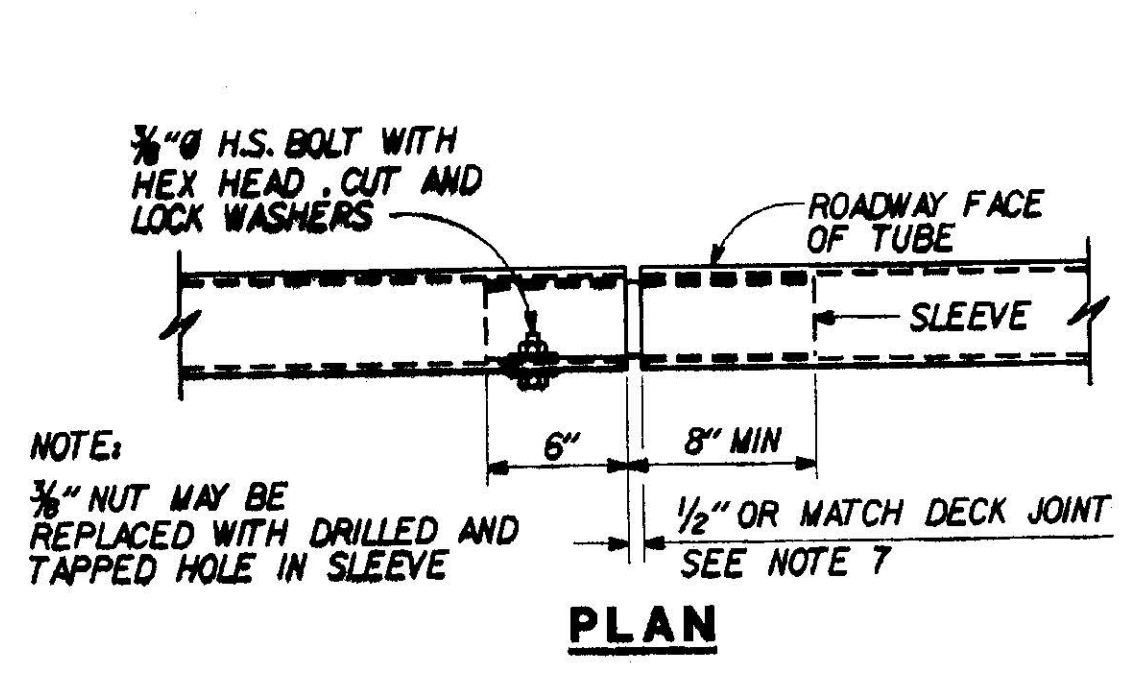 3/8"Ø H.S. BOLT WITH
HEX HEAD . CUT AND
LOCK WASHERS
ROADWAY FACE
OF TUBE
SLEEVE
6"
8" MIN
NOTE:
3/8" NUT MAY BE
REPLACED WITH DRILLED AND
TAPPED HOLE IN SLEEVE
1/2" OR MATCH DECK JOINT
SEE NOTE 7
PLAN